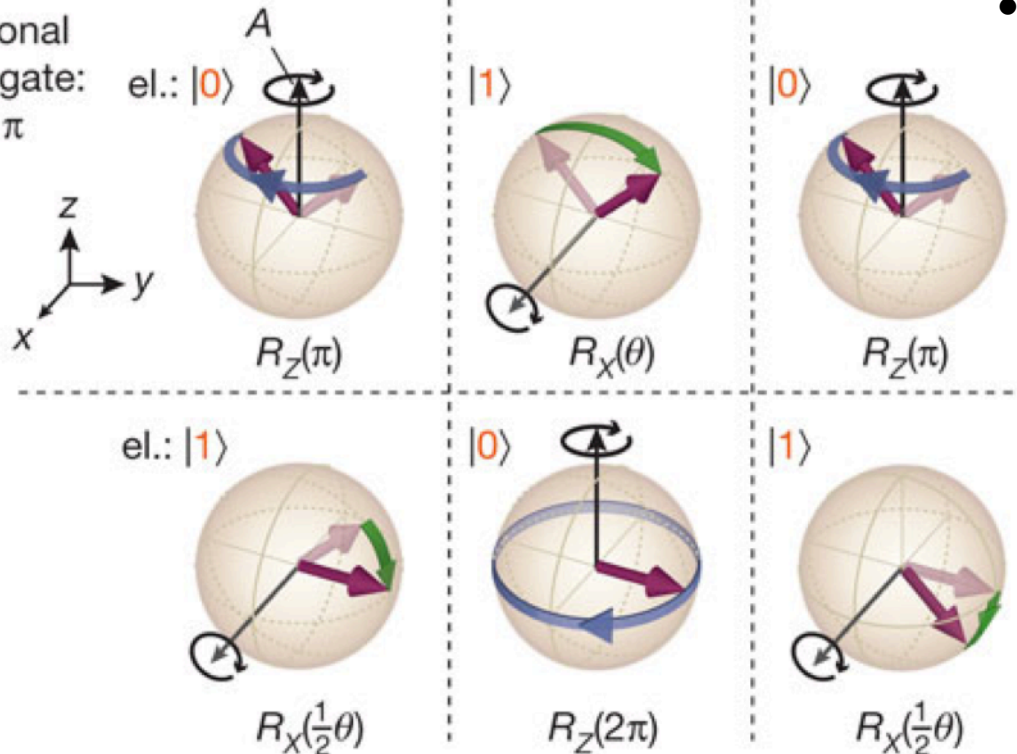 onal
gate:
π
A
el.: |0⟩
|1⟩
|0⟩
z
y
x
R_Z(π)
R_X(θ)
R_Z(π)
el.: |1⟩
|0⟩
|1⟩
R_X(½θ)
R_Z(2π)
R_X(½θ)